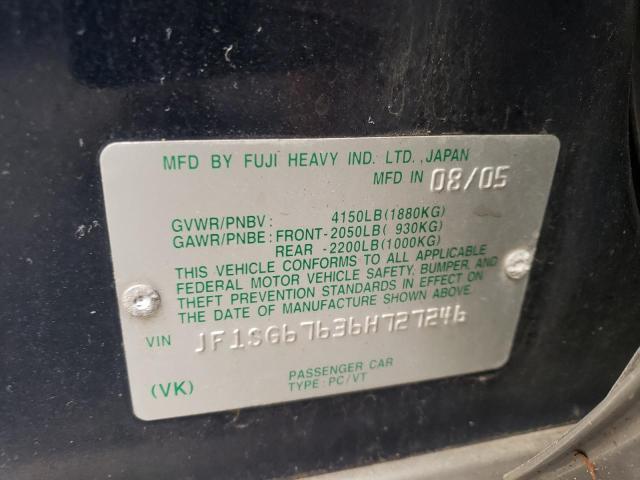 MFD BY FUJI HEAVY IND. LTD., JAPAN
MFD IN 08/05
GVWR/PNBV: 4150LB(1880KG)
GAWR/PNBE: FRONT-2050LB( 930KG)
REAR -2200LB(1000KG)
THIS VEHICLE CONFORMS TO ALL APPLICABLE
FEDERAL MOTOR VEHICLE SAFETY, BUMPER, AND
THEFT PREVENTION STANDARDS IN EFFECT ON
THE DATE OF MANUFACTURE SHOWN ABOVE.
VIN JF1SG67636H727246
PASSENGER CAR
(VK) TYPE: PC/VT